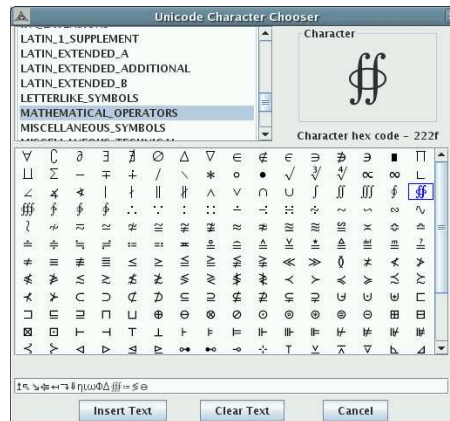 Unicode Character Chooser
LATIN_1_SUPPLEMENT
LATIN_EXTENDED_A
LATIN_EXTENDED_ADDITIONAL
LATIN_EXTENDED_B
LETTERLIKE_SYMBOLS
MATHEMATICAL_OPERATORS
MISCELLANEOUS_SYMBOLS
Character
∯
Character hex code - 222f
∀ ∁ ∂ ∃ ∄ ∅ ∆ ∇ ∈ ∉ ∊ ∋ ∌ ∍ ∎ ∏
∐ ∑ − ∓ ∔ ∕ ∖ ∗ ∘ ∙ √ ∛ ∜ ∝ ∞ ∟
∠ ∡ ∢ ∣ ∤ ∥ ∦ ∧ ∨ ∩ ∪ ∫ ∬ ∭ ∮ ∯
∰ ∱ ∲ ∳ ∴ ∵ ∶ ∷ ∸ ∹ ∺ ∻ ∼ ∽ ∾ ∿
≀ ≁ ≂ ≃ ≄ ≅ ≆ ≇ ≈ ≉ ≊ ≋ ≌ ≍ ≎ ≏
≐ ≑ ≒ ≓ ≔ ≕ ≖ ≗ ≘ ≙ ≚ ≛ ≜ ≝ ≞ ≟
≠ ≡ ≢ ≣ ≤ ≥ ≦ ≧ ≨ ≩ ≪ ≫ ≬ ≭ ≮ ≯
≰ ≱ ≲ ≳ ≴ ≵ ≶ ≷ ≸ ≹ ≺ ≻ ≼ ≽ ≾ ≿
⊀ ⊁ ⊂ ⊃ ⊄ ⊅ ⊆ ⊇ ⊈ ⊉ ⊊ ⊋ ⊌ ⊍ ⊎ ⊏
⊐ ⊑ ⊒ ⊓ ⊔ ⊕ ⊖ ⊗ ⊘ ⊙ ⊚ ⊛ ⊜ ⊝ ⊞ ⊟
⊠ ⊡ ⊢ ⊣ ⊤ ⊥ ⊦ ⊧ ⊨ ⊩ ⊪ ⊫ ⊬ ⊭ ⊮ ⊯
⊰ ⊱ ⊲ ⊳ ⊴ ⊵ ⊶ ⊷ ⊸ ⊹ ⊺ ⊻ ⊼ ⊽ ⊾ ⊿
ηιωΦΔ∰≔≶⊖
Insert Text
Clear Text
Cancel